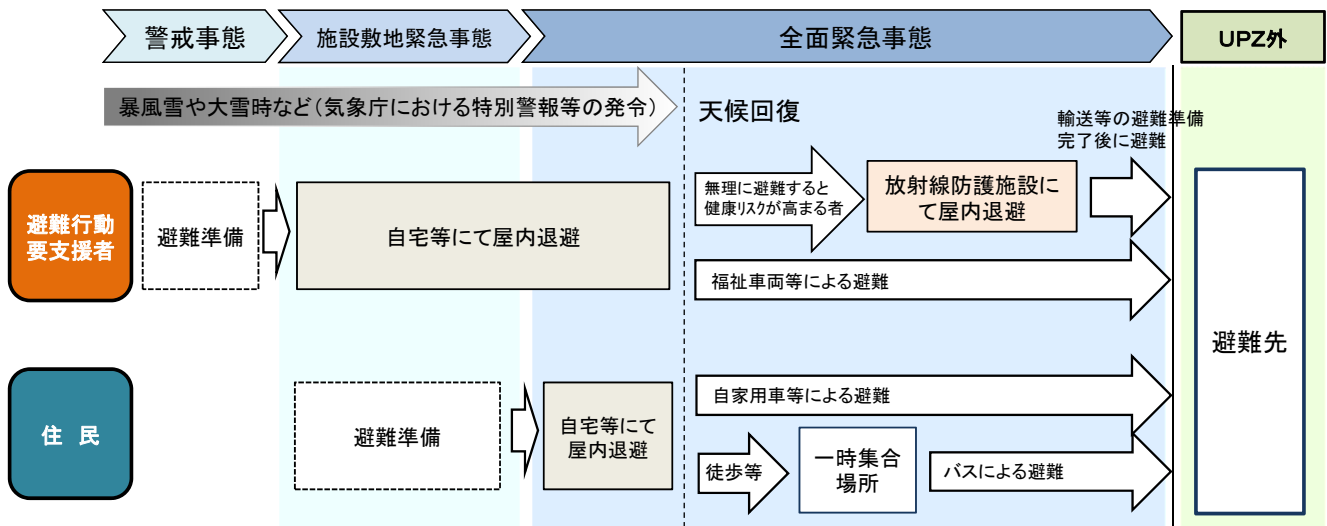 警戒事態
施設敷地緊急事態
全面緊急事態
UPZ外
暴風雪や大雪時など(気象庁における特別警報等の発令)
天候回復
輸送等の避難準備
完了後に避難
避難行動
要支援者
避難準備
自宅等にて屋内退避
無理に避難すると
健康リスクが高まる者
放射線防護施設に
て屋内退避
福祉車両等による避難
避難先
住 民
避難準備
自宅等にて
屋内退避
自家用車等による避難
徒歩等
一時集合
場所
バスによる避難